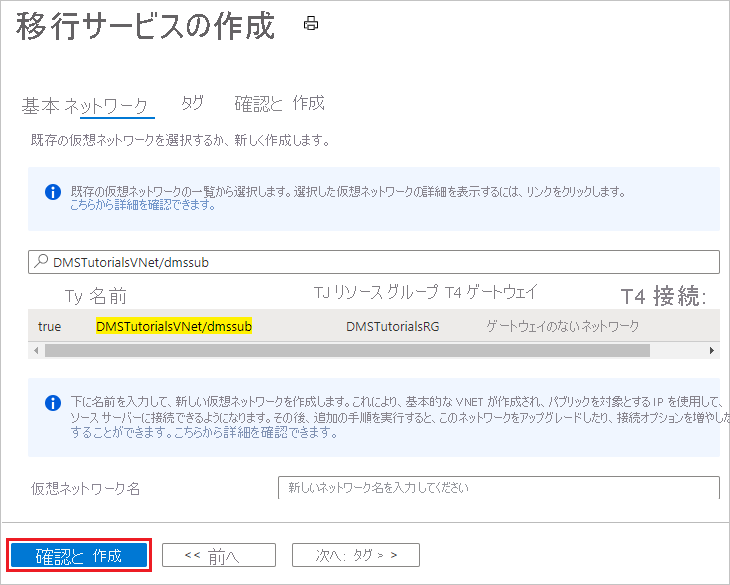 移行サービスの作成
基本 ネットワーク タグ 確認と 作成
既存の仮想ネットワークを選択するか、新しく作成します。
既存の仮想ネットワークの一覧から選択します。選択した仮想ネットワークの詳細を表示するには、リンクをクリックします。
こちらから詳細を確認できます。
DMSTutorialsVNet/dmssub
Ty 名前 TJ リソース グループ T4 ゲートウェイ T4 接続:
true DMSTutorialsVNet/dmssub DMSTutorialsRG ゲートウェイのないネットワーク
下に名前を入力して、新しい仮想ネットワークを作成します。これにより、基本的な VNET が作成され、パブリックを対象とする IP を使用して、
ソース サーバーに接続できるようになります。その後、追加の手順を実行すると、このネットワークをアップグレードしたり、接続オプションを増やした
することができます。こちらから詳細を確認できます。
仮想ネットワーク名 新しいネットワーク名を入力してください
確認と 作成 << 前へ 次へ: タグ > >